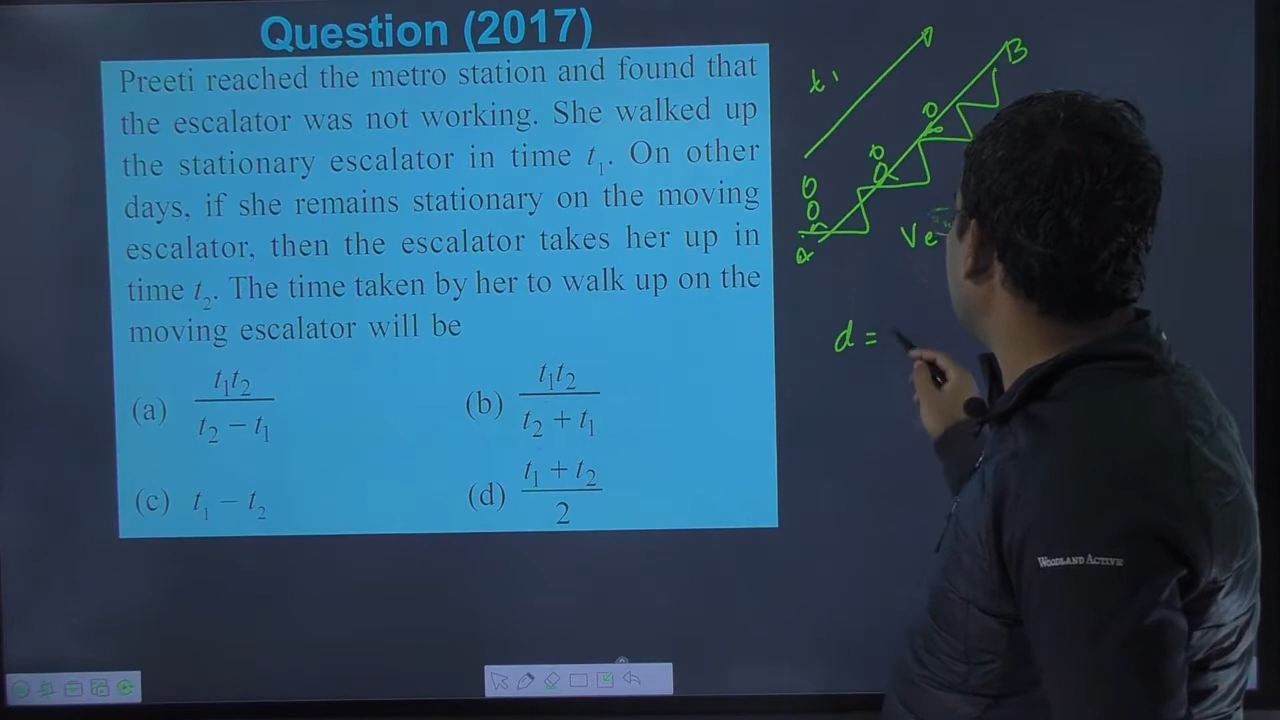 Question (2017)
Preeti reached the metro station and found that
the escalator was not working. She walked up
the stationary escalator in time t₁. On other
days, if she remains stationary on the moving
escalator, then the escalator takes her up in
time t₂. The time taken by her to walk up on the
moving escalator will be
(a) t₁t₂ / t₂ − t₁
(b) t₁t₂ / t₂ + t₁
(c) t₁ − t₂
(d) t₁ + t₂ / 2
t₁
B
A
Ve
d =
WOODLAND ACTIVE